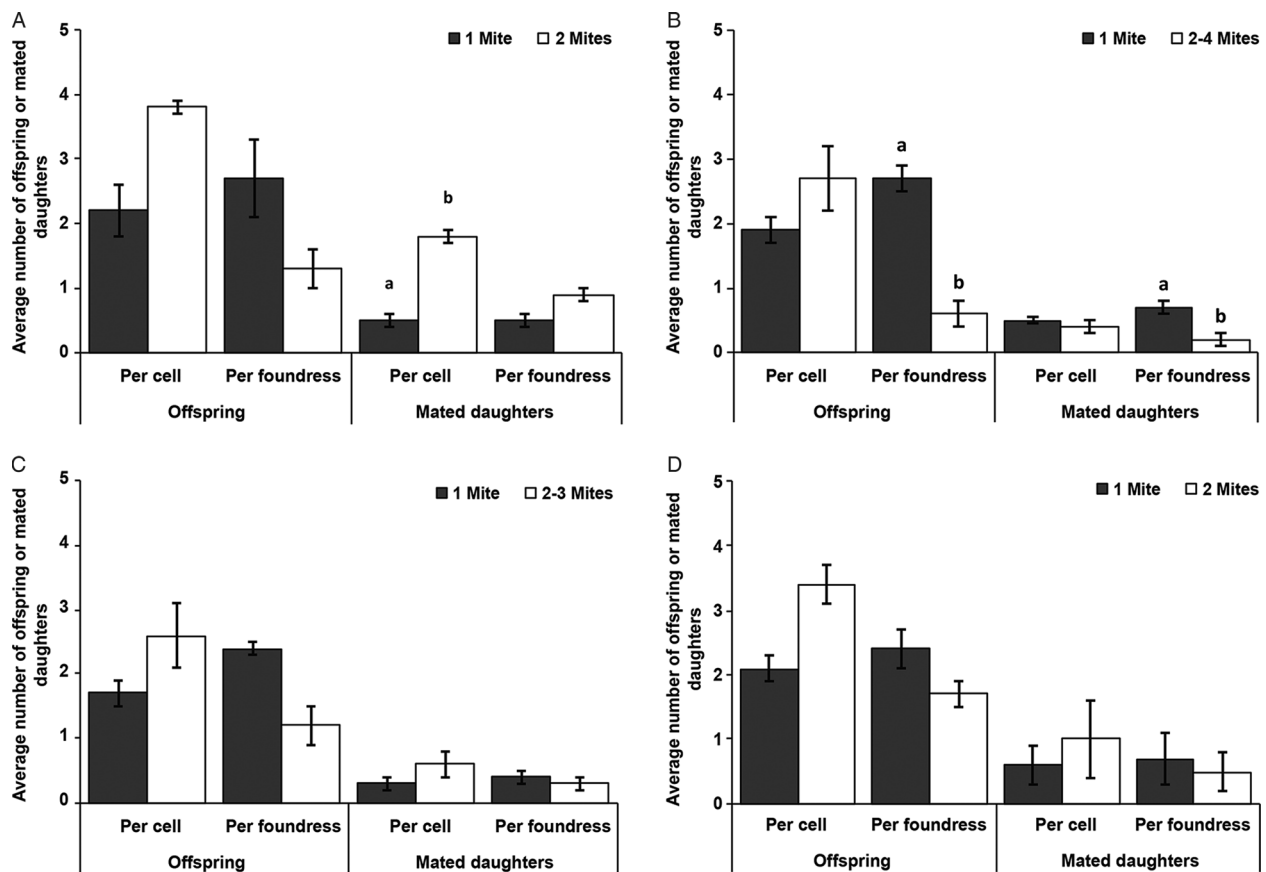 A
Average number of offspring or mated
daughters
5
4
3
2
1
0
1 Mite 2 Mites
a
b
Per cell Per foundress Per cell Per foundress
Offspring Mated daughters
B
Average number of offspring or mated
daughters
5
4
3
2
1
0
1 Mite 2-4 Mites
a
b
a
b
Per cell Per foundress Per cell Per foundress
Offspring Mated daughters
C
Average number of offspring or mated
daughters
5
4
3
2
1
0
1 Mite 2-3 Mites
Per cell Per foundress Per cell Per foundress
Offspring Mated daughters
D
Average number of offspring or mated
daughters
5
4
3
2
1
0
1 Mite 2 Mites
Per cell Per foundress Per cell Per foundress
Offspring Mated daughters